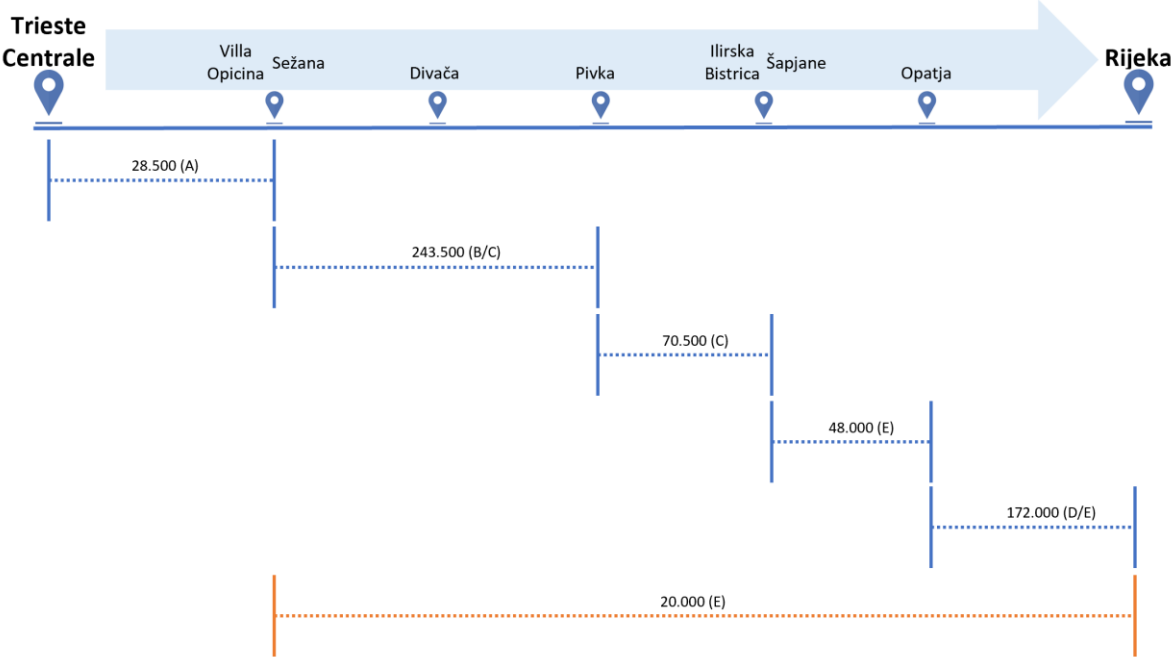 Trieste
Centrale
Villa
Opicina
Sežana
Divača
Pivka
Ilirska
Bistrica
Šapjane
Opatja
Rijeka
28.500 (A)
243.500 (B/C)
70.500 (C)
48.000 (E)
172.000 (D/E)
20.000 (E)